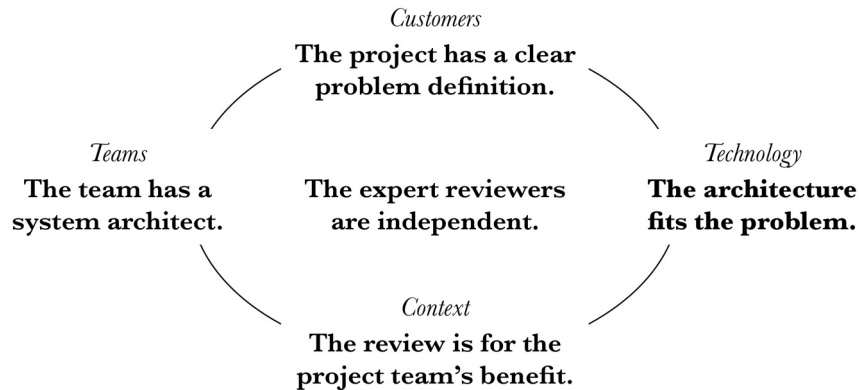 Customers
The project has a clear
problem definition.
Teams
The team has a
system architect.
The expert reviewers
are independent.
Technology
The architecture
fits the problem.
Context
The review is for the
project team’s benefit.